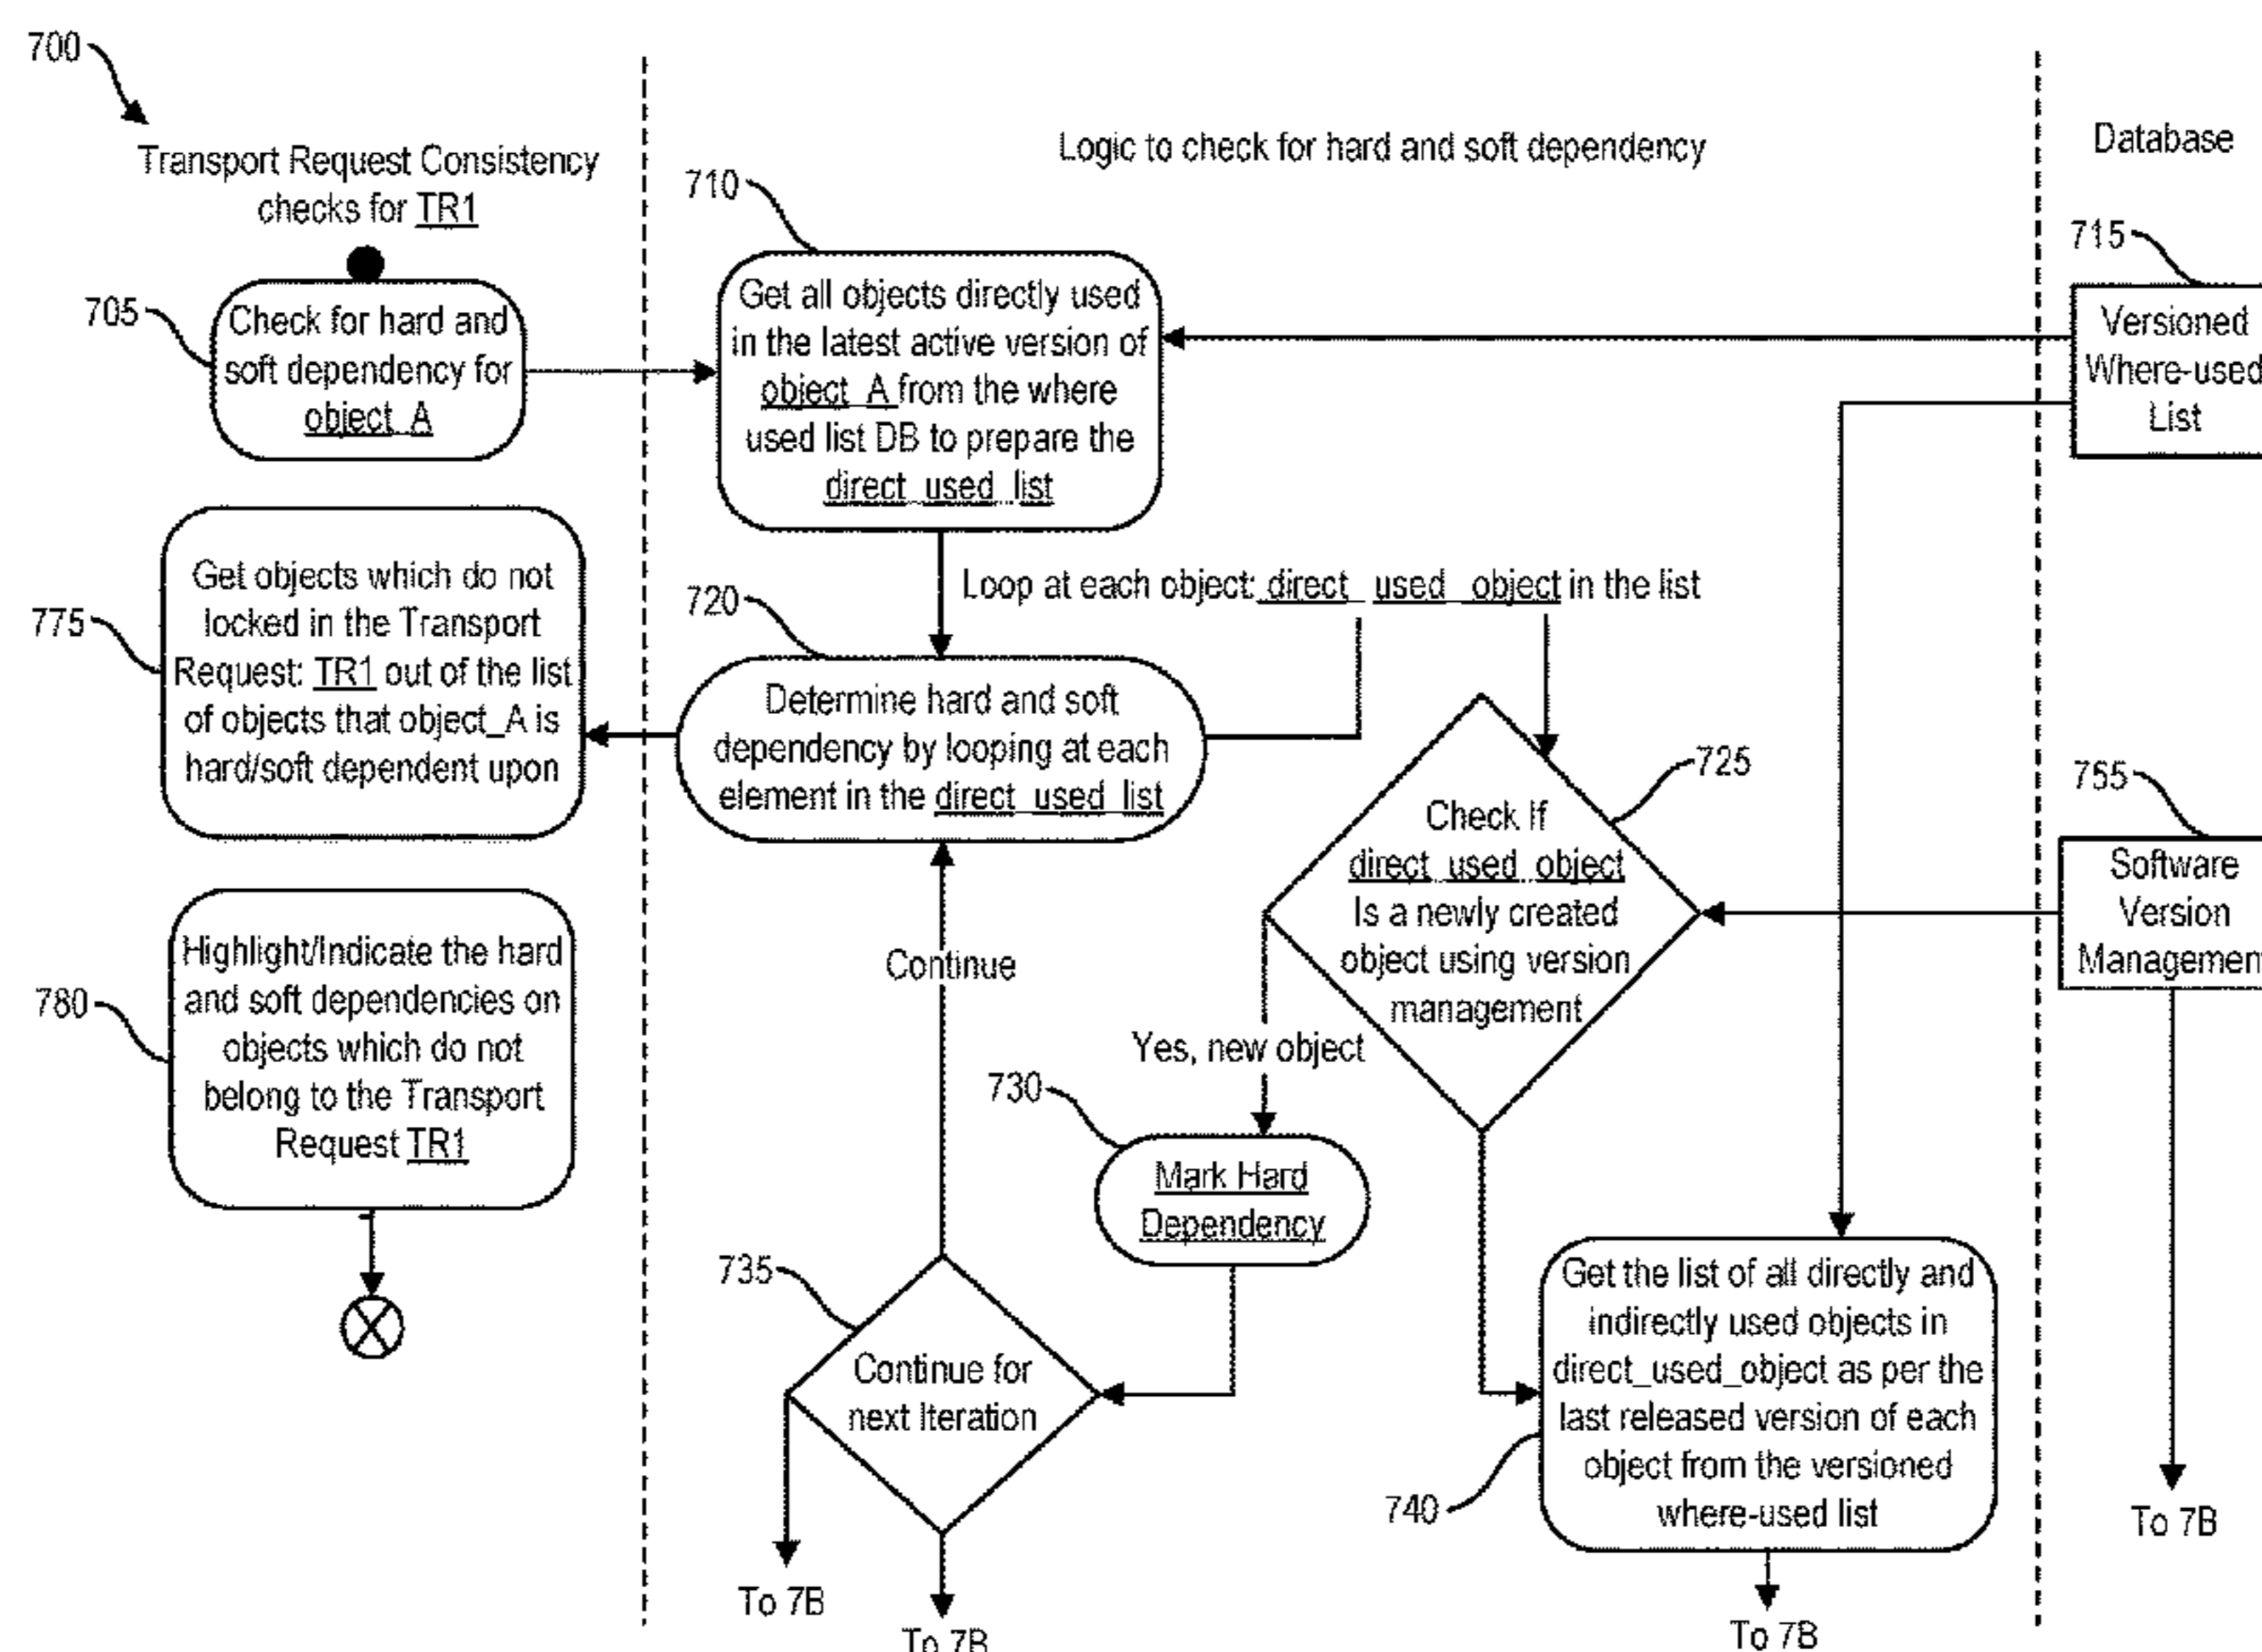 700
Transport Request Consistency
checks for TR1
705
Check for hard and
soft dependency for
object_A
775
Get objects which do not
locked in the Transport
Request: TR1 out of the list
of objects that object_A is
hard/soft dependent upon
780
Highlight/Indicate the hard
and soft dependencies on
objects which do not
belong to the Transport
Request TR1
Logic to check for hard and soft dependency
710
Get all objects directly used
in the latest active version of
object_A from the where
used list DB to prepare the
direct_used_list
Loop at each object: direct_ used_object in the list
720
Determine hard and soft
dependency by looping at each
element in the direct_used_list
725
Check If
direct_used_object
Is a newly created
object using version
management
Continue
Yes, new object
730
Mark Hard
Dependency
735
Continue for
next Iteration
To 7B
To 7B
740
Get the list of all directly and
indirectly used objects in
direct_used_object as per the
last released version of each
object from the versioned
where-used list
To 7B
Database
715
Versioned
Where-used
List
755
Software
Version
Managemen
To 7B